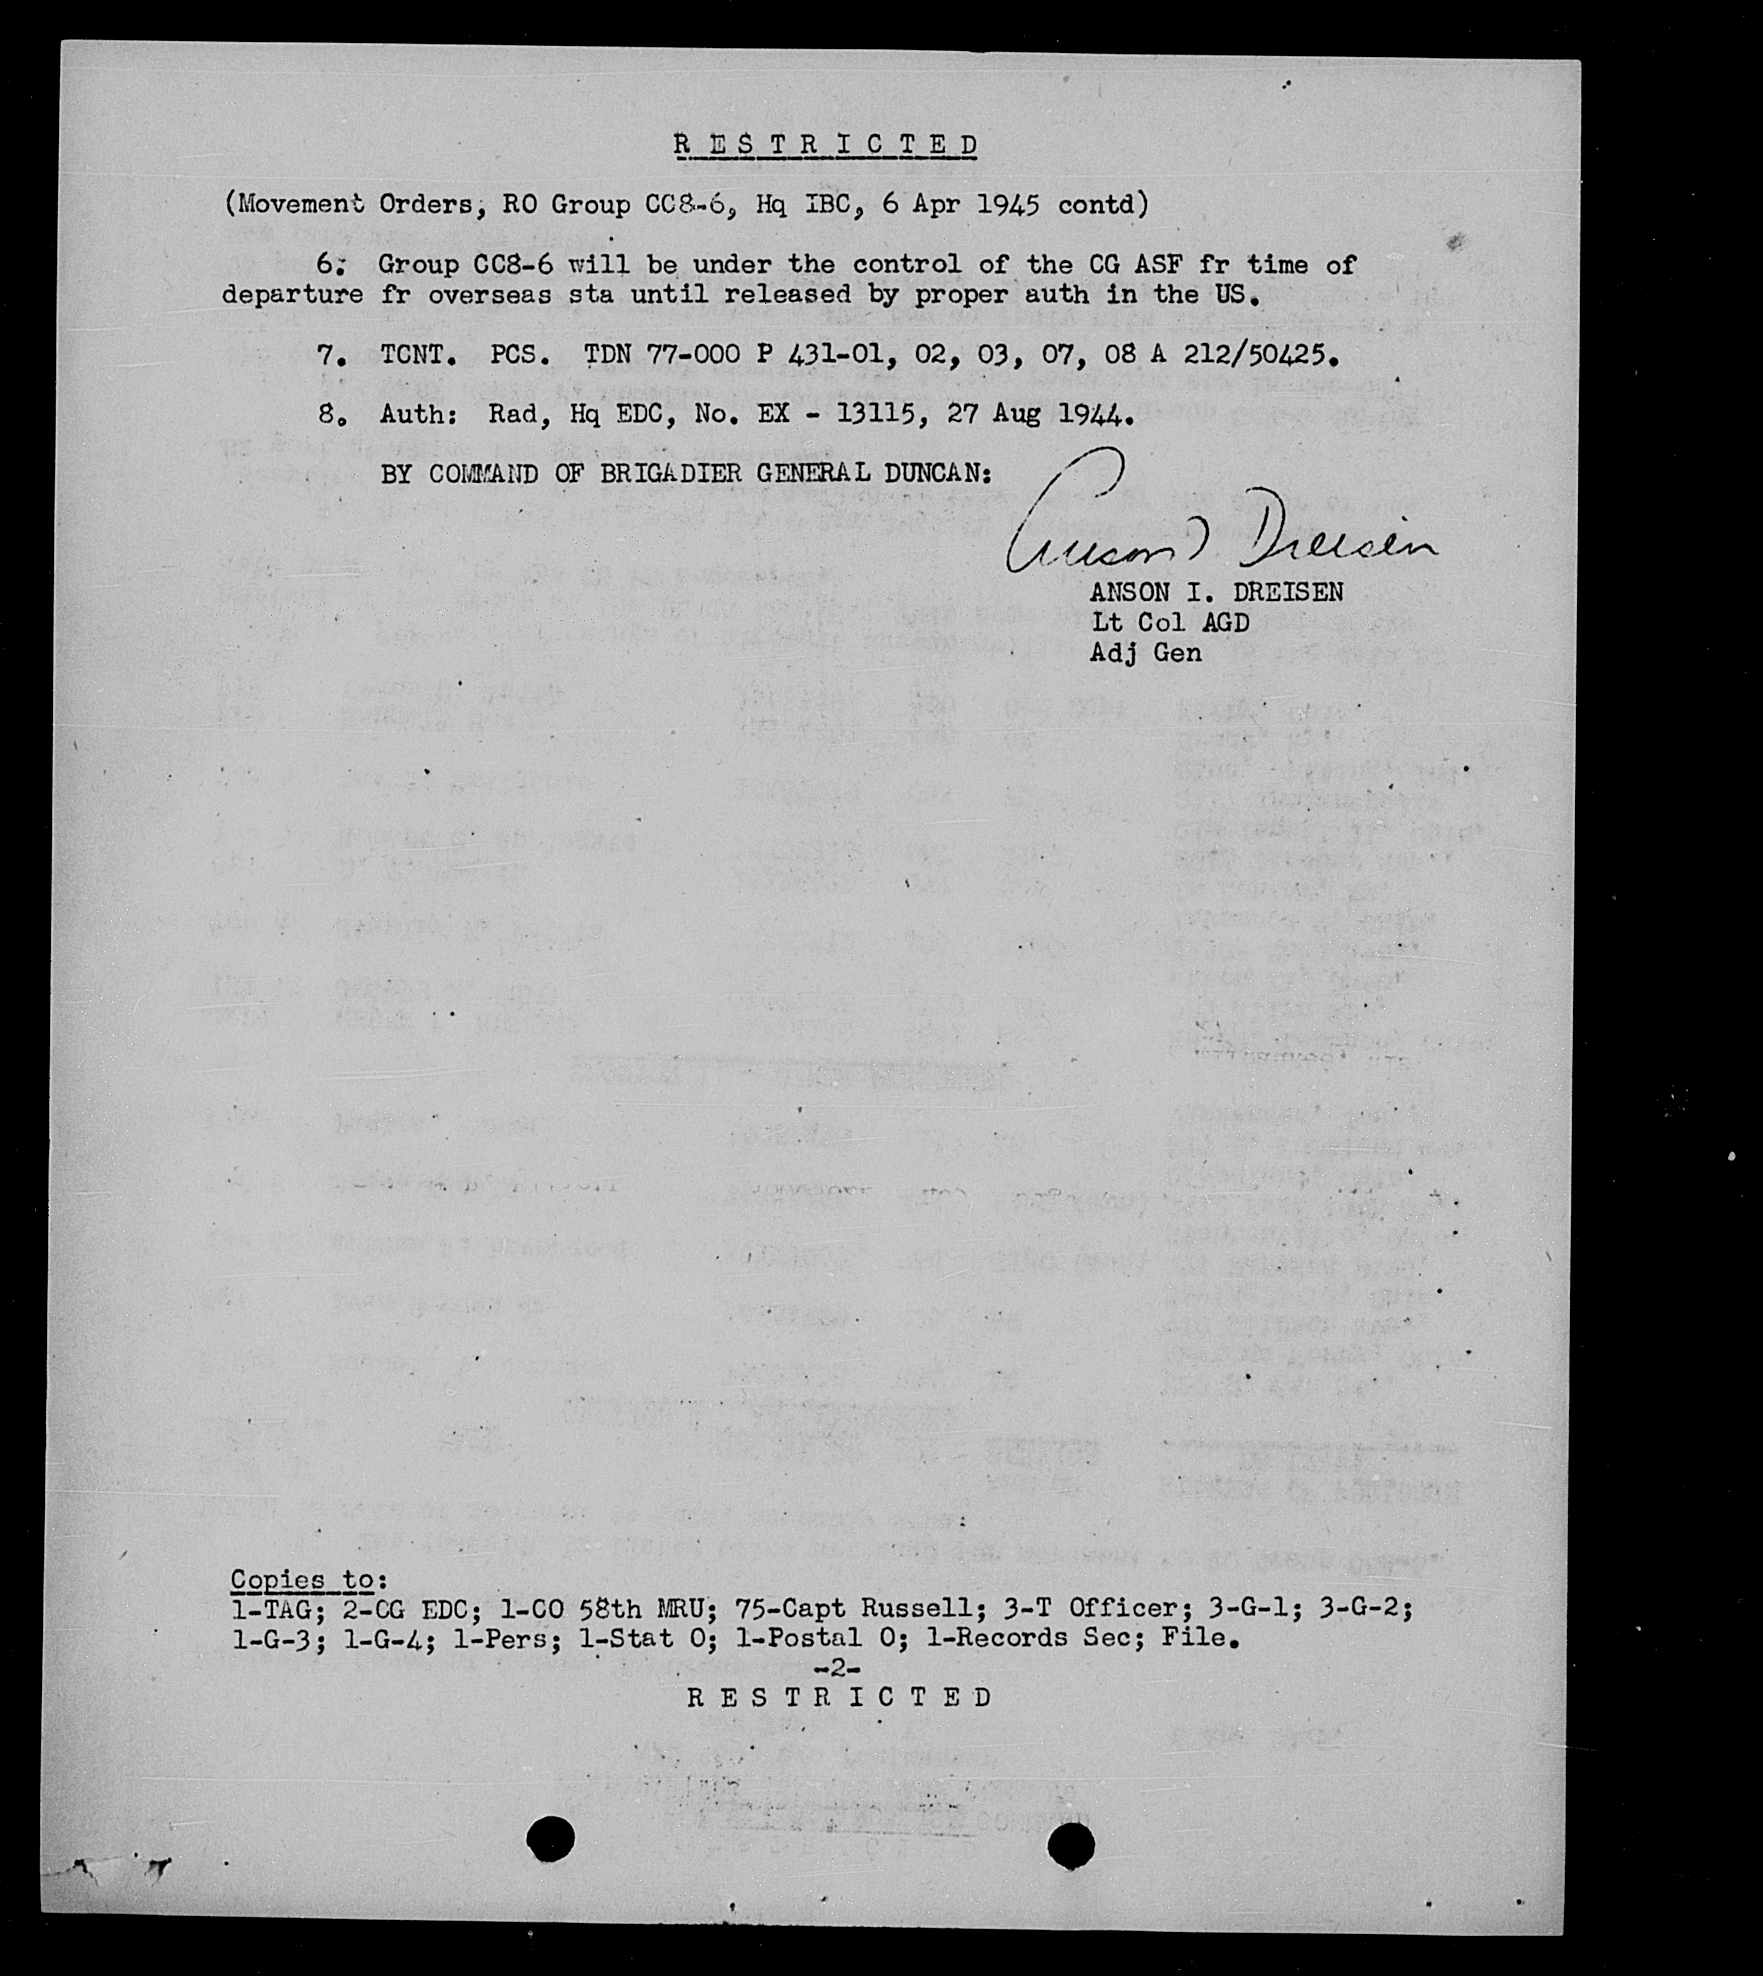 R E S T R I C T E D
(Movement Orders, RO Group CC8-6, Hq IBC, 6 Apr 1945 contd)
6. Group CC8-6 will be under the control of the CG ASF fr time of
departure fr overseas sta until released by proper auth in the US.
7. TCNT. PCS. TDN 77-000 P 431-01, 02, 03, 07, 08 A 212/50425.
8. Auth: Rad, Hq EDC, No. EX - 13115, 27 Aug 1944.
BY COMMAND OF BRIGADIER GENERAL DUNCAN:
Anson I Dreisen
ANSON I. DREISEN
Lt Col AGD
Adj Gen
Copies to:
1-TAG; 2-CG EDC; 1-CO 58th MRU; 75-Capt Russell; 3-T Officer; 3-G-1; 3-G-2;
1-G-3; 1-G-4; 1-Pers; 1-Stat O; 1-Postal O; 1-Records Sec; File.
-2-
R E S T R I C T E D